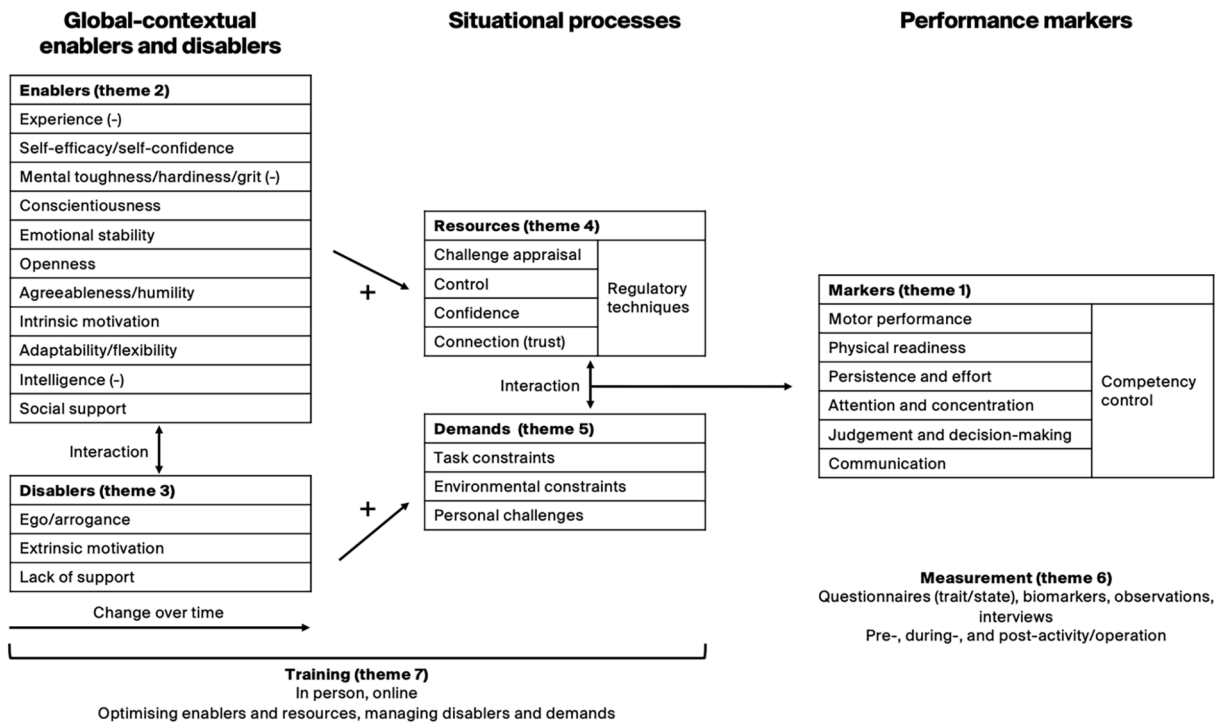 Global-contextual
enablers and disablers
Situational processes
Performance markers
Enablers (theme 2)
Experience (-)
Self-efficacy/self-confidence
Mental toughness/hardiness/grit (-)
Conscientiousness
Emotional stability
Openness
Agreeableness/humility
Intrinsic motivation
Adaptability/flexibility
Intelligence (-)
Social support
Interaction
Disablers (theme 3)
Ego/arrogance
Extrinsic motivation
Lack of support
Change over time
+
+
Resources (theme 4)
Challenge appraisal
Control
Confidence
Connection (trust)
Regulatory
techniques
Interaction
Demands (theme 5)
Task constraints
Environmental constraints
Personal challenges
Markers (theme 1)
Motor performance
Physical readiness
Persistence and effort
Attention and concentration
Judgement and decision-making
Communication
Competency
control
Measurement (theme 6)
Questionnaires (trait/state), biomarkers, observations,
interviews
Pre-, during-, and post-activity/operation
Training (theme 7)
In person, online
Optimising enablers and resources, managing disablers and demands